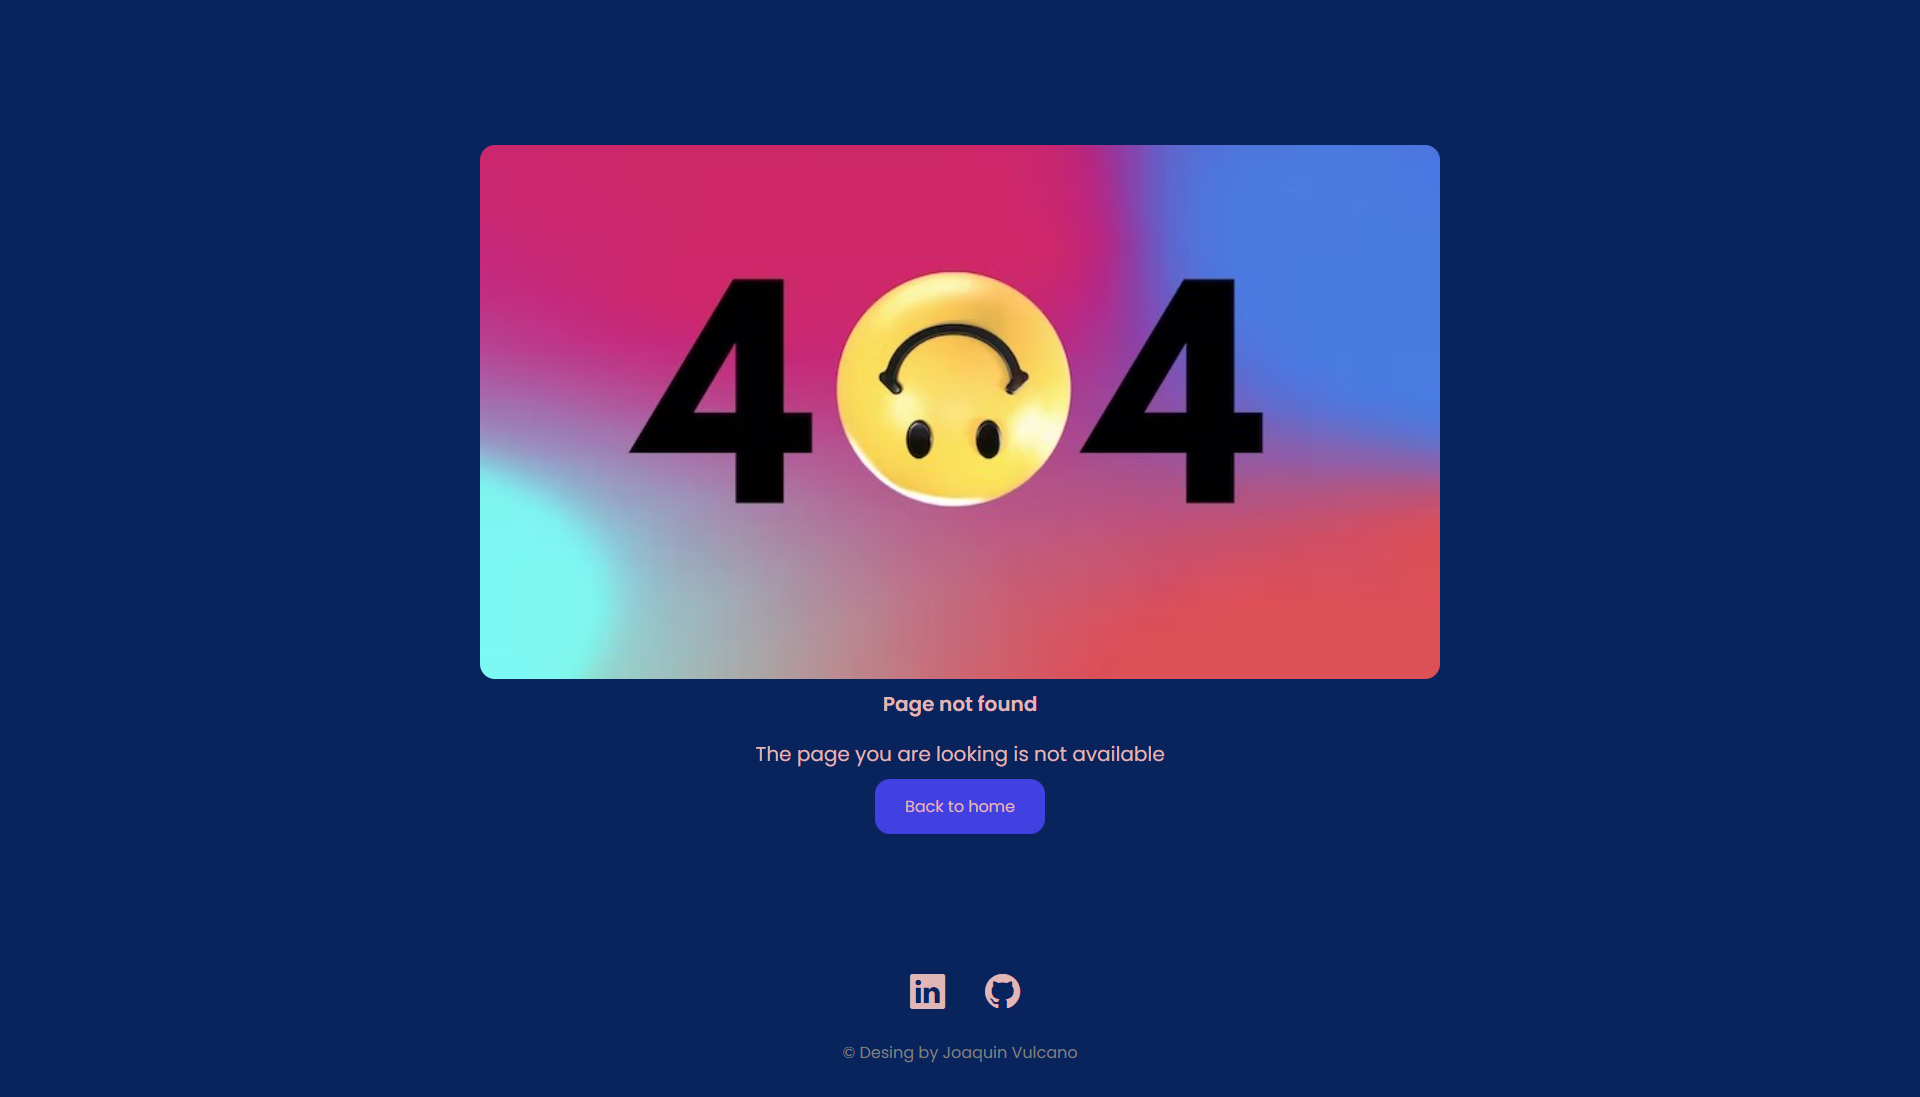 4 4
Page not found
The page you are looking is not available
Back to home
in
© Desing by Joaquin Vulcano